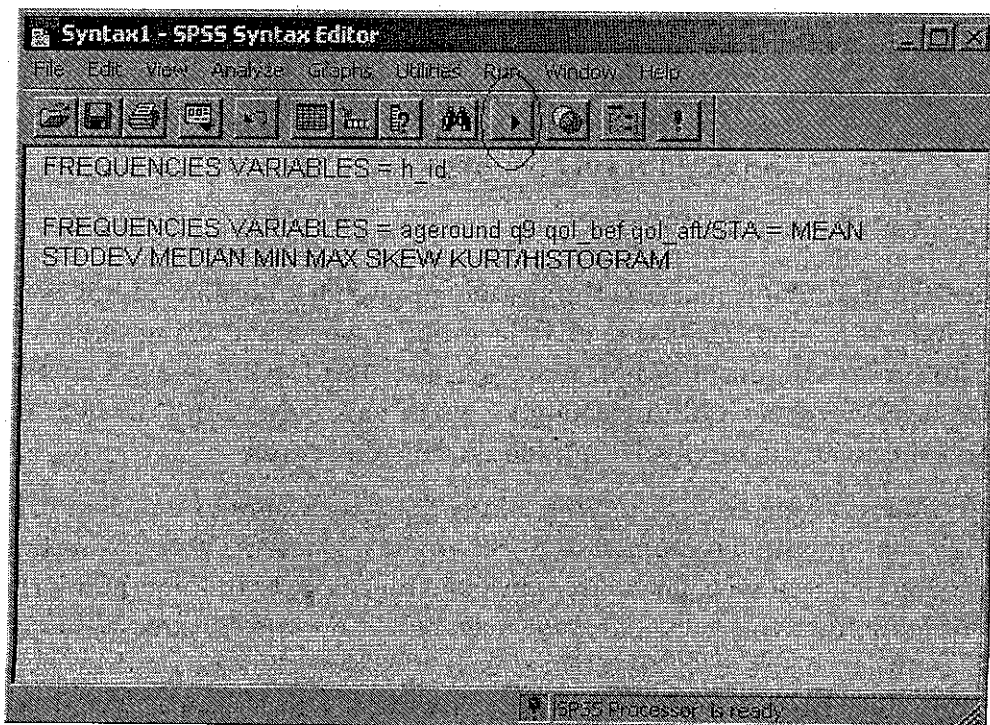 Syntax1 - SPSS Syntax Editor
File Edit View Analyze Graphs Utilities Run Window Help
FREQUENCIES VARIABLES = h_id.
FREQUENCIES VARIABLES = ageround q9 qol_bef qol_aft/STA = MEAN
STDDEV MEDIAN MIN MAX SKEW KURT/HISTOGRAM.
SPSS Processor is ready